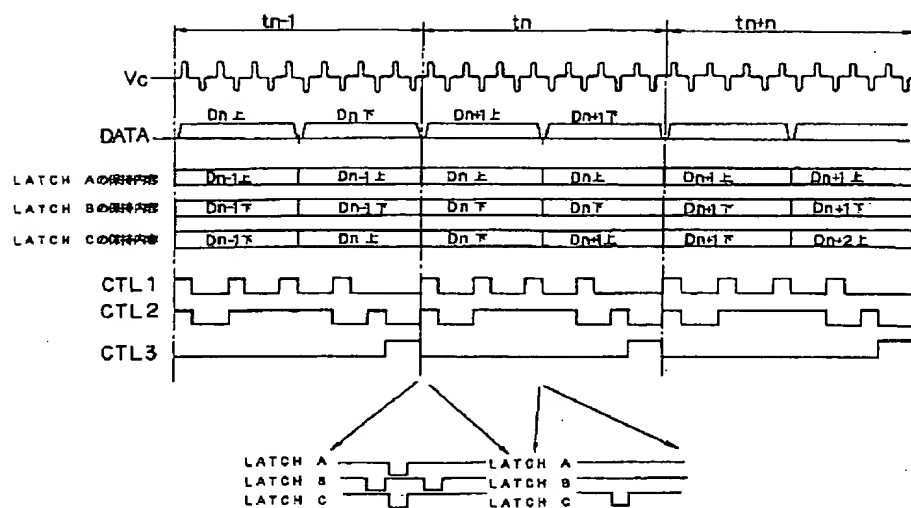 tn-1 tn tn+n
Vc
Dn上 Dn下 Dn+1上 Dn+1下
DATA
LATCH Aの保持内容 Dn-1上 Dn-1上 Dn上 Dn上 Dn+1上 Dn+1上
LATCH Bの保持内容 Dn-1下 Dn-1下 Dn下 Dn下 Dn+1下 Dn+1下
LATCH Cの保持内容 Dn-1下 Dn上 Dn下 Dn+1上 Dn+1下 Dn+2上
CTL1
CTL2
CTL3
LATCH A LATCH A
LATCH B LATCH B
LATCH C LATCH C